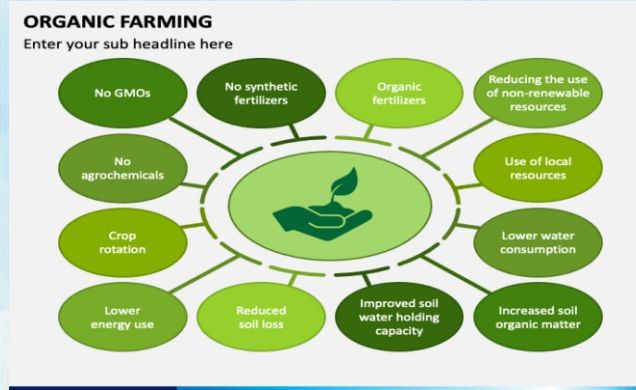 ORGANIC FARMING
Enter your sub headline here
No GMOs
No synthetic
fertilizers
Organic
fertilizers
Reducing the use
of non-renewable
resources
No
agrochemicals
Use of local
resources
Crop
rotation
Lower water
consumption
Lower
energy use
Reduced
soil loss
Improved soil
water holding
capacity
Increased soil
organic matter